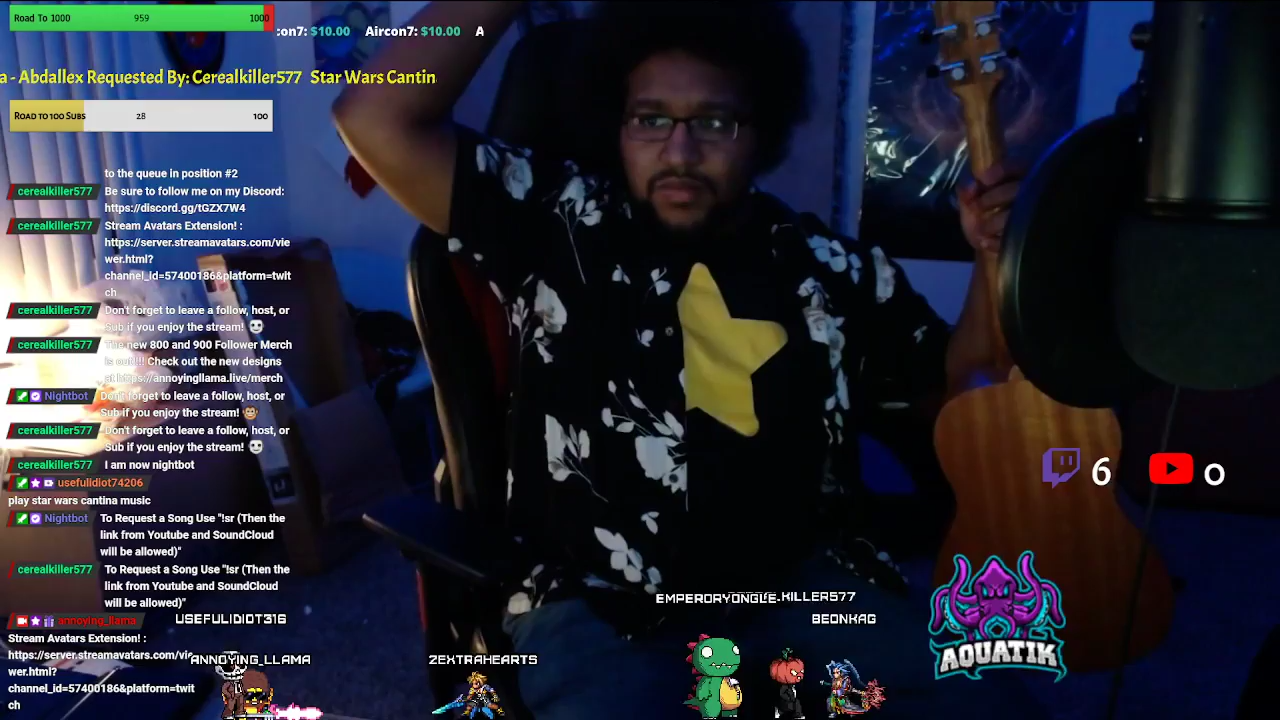 Road To 1000 959 1000
con7: $10.00 Aircon7: $10.00 A
a - Abdallex Requested By: Cerealkiller577 Star Wars Cantin
Road to 100 Subs 28 100
to the queue in position #2
cerealkiller577 Be sure to follow me on my Discord:
https://discord.gg/tGZX7W4
cerealkiller577 Stream Avatars Extension! :
https://server.streamavatars.com/vie
wer.html?
channel_id=57400186&platform=twit
ch
cerealkiller577 Don't forget to leave a follow, host, or
Sub if you enjoy the stream!
cerealkiller577 The new 800 and 900 Follower Merch
is out!!! Check out the new designs
at https://annoyingllama.live/merch
Nightbot Don't forget to leave a follow, host, or
Sub if you enjoy the stream!
cerealkiller577 Don't forget to leave a follow, host, or
Sub if you enjoy the stream!
cerealkiller577 I am now nightbot
usefulidiot74206
play star wars cantina music
Nightbot To Request a Song Use "!sr (Then the
link from Youtube and SoundCloud
will be allowed)"
cerealkiller577 To Request a Song Use "!sr (Then the
link from Youtube and SoundCloud
will be allowed)"
annoying_llama
Stream Avatars Extension! :
https://server.streamavatars.com/vie
wer.html?
channel_id=57400186&platform=twit
ch
6 0
USEFULIDIOT316
ANNOYING_LLAMA
ZEXTRAHEARTS
EMPERORYONGLE
.KILLER577
BEONKAG
AQUATIK